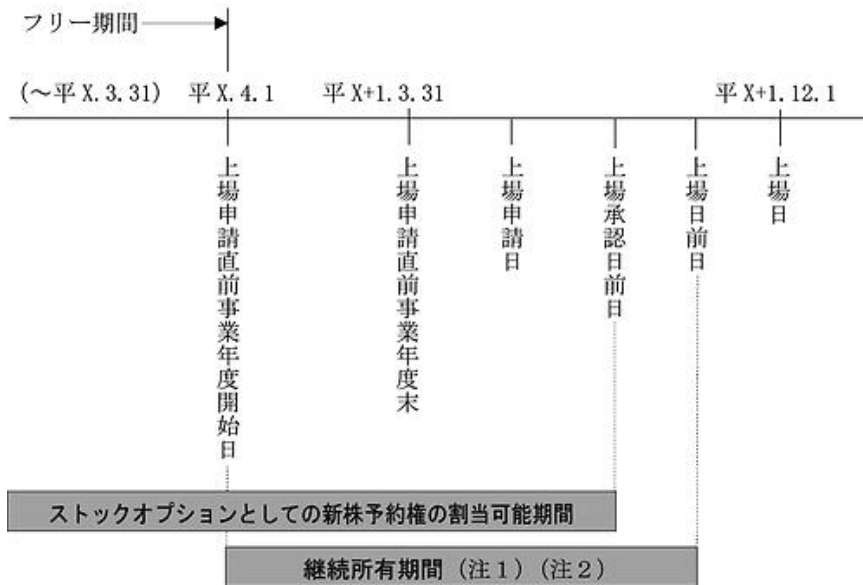 フリー期間
(～平X.3.31)
平X.4.1
平X+1.3.31
平X+1.12.1
上場申請直前事業年度開始日
上場申請直前事業年度末
上場申請日
上場承認日前日
上場日前日
上場日
ストックオプションとしての新株予約権の割当可能期間
継続所有期間（注１）（注２）